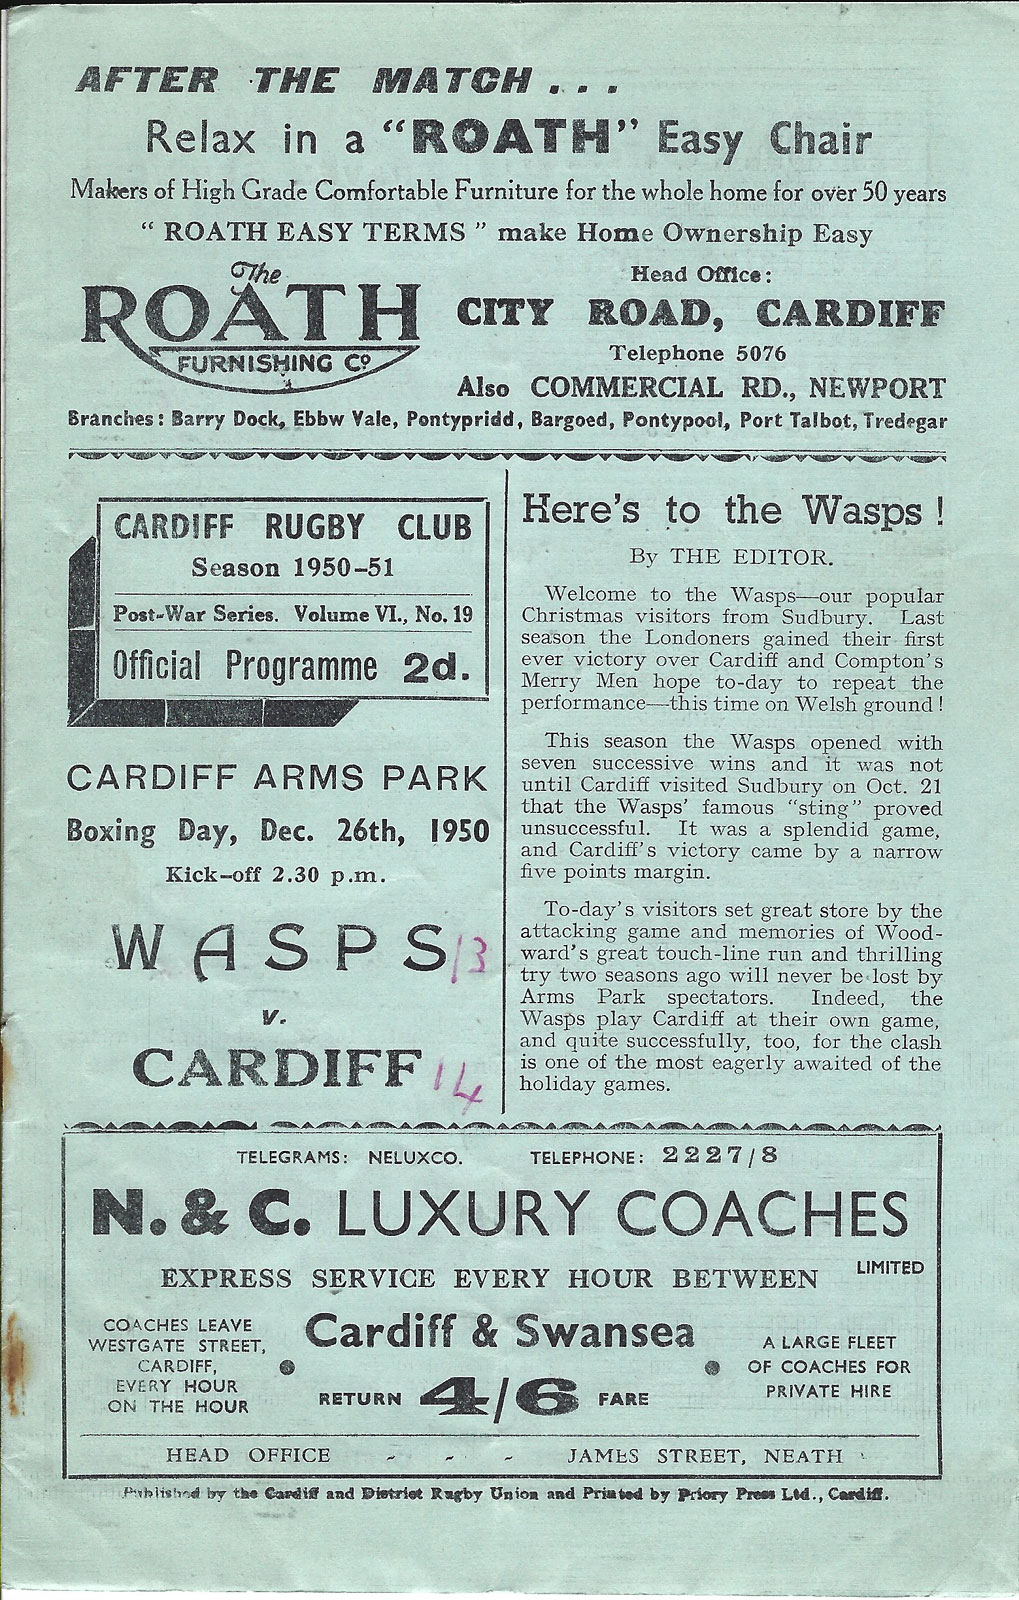 AFTER THE MATCH . . .
Relax in a "ROATH" Easy Chair
Makers of High Grade Comfortable Furniture for the whole home for over 50 years
" ROATH EASY TERMS " make Home Ownership Easy
The
ROATH
FURNISHING Co
Head Office:
CITY ROAD, CARDIFF
Telephone 5076
Also COMMERCIAL RD., NEWPORT
Branches: Barry Dock, Ebbw Vale, Pontypridd, Bargoed, Pontypool, Port Talbot, Tredegar
CARDIFF RUGBY CLUB
Season 1950-51
Post-War Series. Volume VI., No. 19
Official Programme 2d.
CARDIFF ARMS PARK
Boxing Day, Dec. 26th, 1950
Kick-off 2.30 p.m.
WASPS 13
v.
CARDIFF 14
Here's to the Wasps !
By THE EDITOR.
Welcome to the Wasps—our popular
Christmas visitors from Sudbury. Last
season the Londoners gained their first
ever victory over Cardiff and Compton's
Merry Men hope to-day to repeat the
performance—this time on Welsh ground !
This season the Wasps opened with
seven successive wins and it was not
until Cardiff visited Sudbury on Oct. 21
that the Wasps' famous "sting" proved
unsuccessful. It was a splendid game,
and Cardiff's victory came by a narrow
five points margin.
To-day's visitors set great store by the
attacking game and memories of Wood-
ward's great touch-line run and thrilling
try two seasons ago will never be lost by
Arms Park spectators. Indeed, the
Wasps play Cardiff at their own game,
and quite successfully, too, for the clash
is one of the most eagerly awaited of the
holiday games.
TELEGRAMS: NELUXCO. TELEPHONE: 2227/8
N. & C. LUXURY COACHES
LIMITED
EXPRESS SERVICE EVERY HOUR BETWEEN
Cardiff & Swansea
COACHES LEAVE
WESTGATE STREET,
CARDIFF,
EVERY HOUR
ON THE HOUR
RETURN 4/6 FARE
A LARGE FLEET
OF COACHES FOR
PRIVATE HIRE
HEAD OFFICE - - - JAMES STREET, NEATH
Published by the Cardiff and District Rugby Union and Printed by Priory Press Ltd., Cardiff.